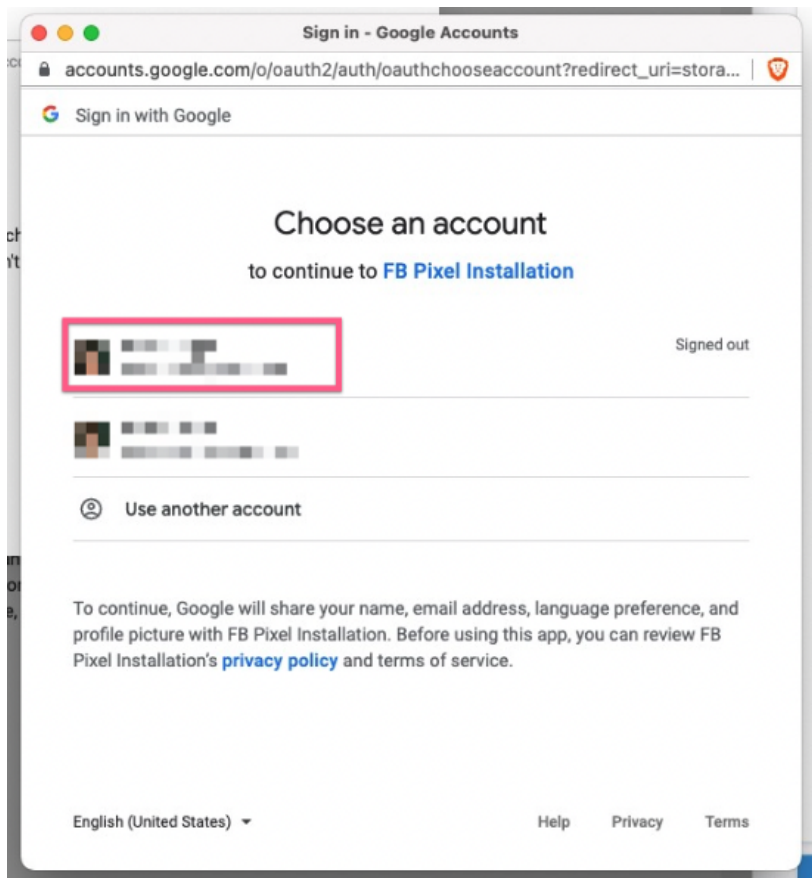 Sign in - Google Accounts
accounts.google.com/o/oauth2/auth/oauthchooseaccount?redirect_uri=stora...
Sign in with Google
Choose an account
to continue to FB Pixel Installation
Signed out
Use another account
To continue, Google will share your name, email address, language preference, and
profile picture with FB Pixel Installation. Before using this app, you can review FB
Pixel Installation's privacy policy and terms of service.
English (United States) Help Privacy Terms